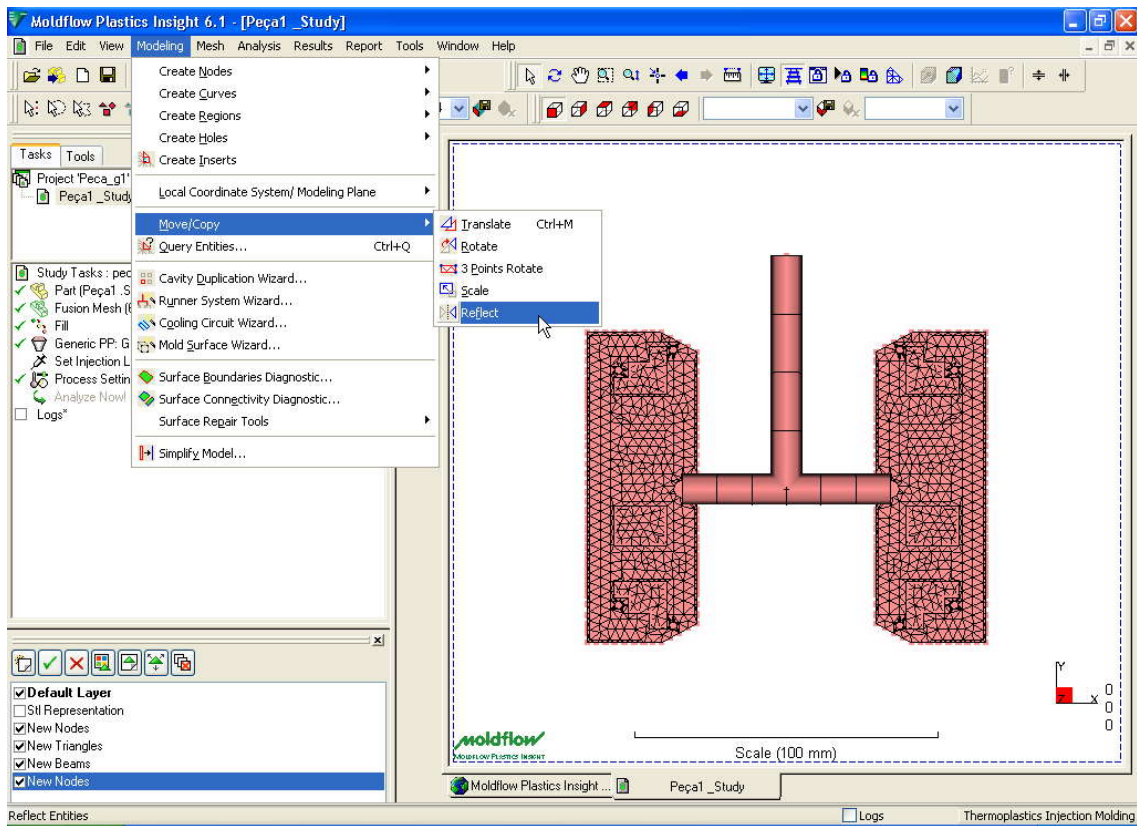 Moldflow Plastics Insight 6.1 - [Peça1 _Study]
File Edit View Modeling Mesh Analysis Results Report Tools Window Help
Create Nodes
Create Curves
Create Regions
Create Holes
Create Inserts
Local Coordinate System/ Modeling Plane
Move/Copy
Query Entities... Ctrl+Q
Cavity Duplication Wizard...
Runner System Wizard...
Cooling Circuit Wizard...
Mold Surface Wizard...
Surface Boundaries Diagnostic...
Surface Connectivity Diagnostic...
Surface Repair Tools
Simplify Model...
Translate Ctrl+M
Rotate
3 Points Rotate
Scale
Reflect
Tasks Tools
Project 'Peca_g1'
Peça1 _Study
Study Tasks : pec
Part (Peça1 .S
Fusion Mesh (6
Fill
Generic PP: G
Set Injection L
Process Settin
Analyze Now!
Logs*
Default Layer
Stl Representation
New Nodes
New Triangles
New Beams
New Nodes
Y
Z X
0
0
0
moldflow
MOLDFLOW PLASTICS INSIGHT
Scale (100 mm)
Moldflow Plastics Insight ... Peça1 _Study
Reflect Entities Logs Thermoplastics Injection Molding